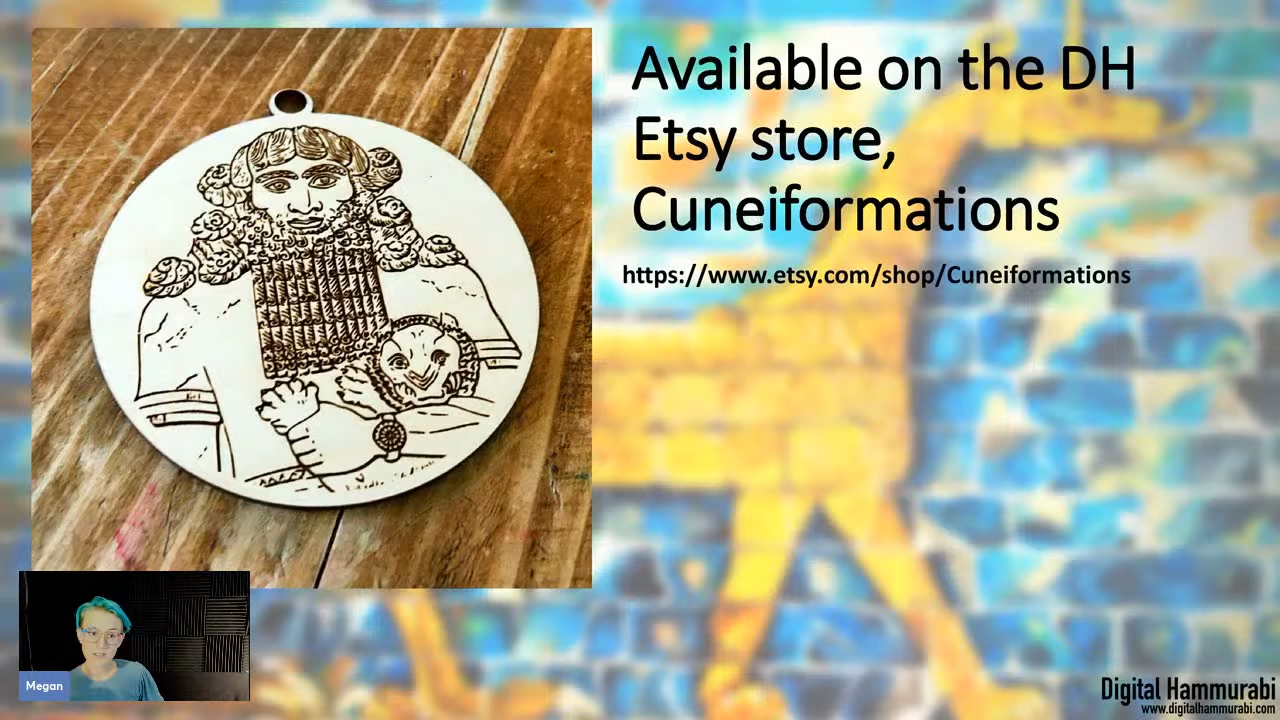 Available on the DH
Etsy store,
Cuneiformations
https://www.etsy.com/shop/Cuneiformations
Megan
Digital Hammurabi
www.digitalhammurabi.com